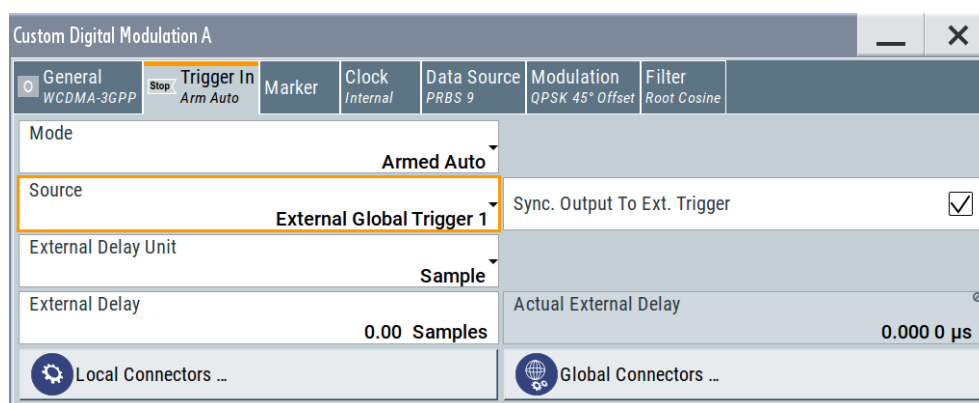 Custom Digital Modulation A
General
WCDMA-3GPP
Stop
Trigger In
Arm Auto
Marker
Clock
Internal
Data Source
PRBS 9
Modulation
QPSK 45° Offset
Filter
Root Cosine
Mode
Armed Auto
Source
External Global Trigger 1
Sync. Output To Ext. Trigger
External Delay Unit
Sample
External Delay
0.00 Samples
Actual External Delay
0.000 0 µs
Local Connectors ...
Global Connectors ...